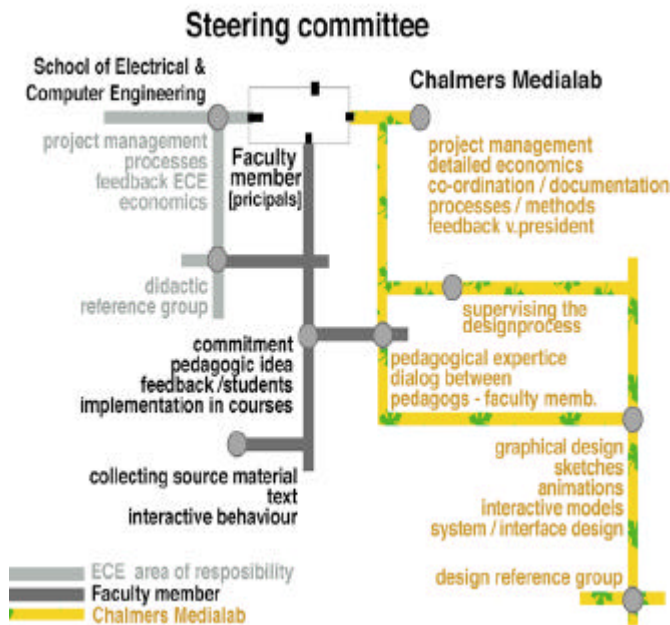 Steering committee
School of Electrical &
Computer Engineering
Chalmers Medialab
project management
processes
feedback ECE
economics
Faculty
member
[pricipals]
project management
detailed economics
co-ordination / documentation
processes / methods
feedback v.president
didactic
reference group
supervising the
designprocess
commitment
pedagogic idea
feedback /students
implementation in courses
pedagogical expertice
dialog between
pedagogs - faculty memb.
collecting source material
text
interactive behaviour
graphical design
sketches
animations
interactive models
system / interface design
design reference group
ECE area of resposibility
Faculty member
Chalmers Medialab